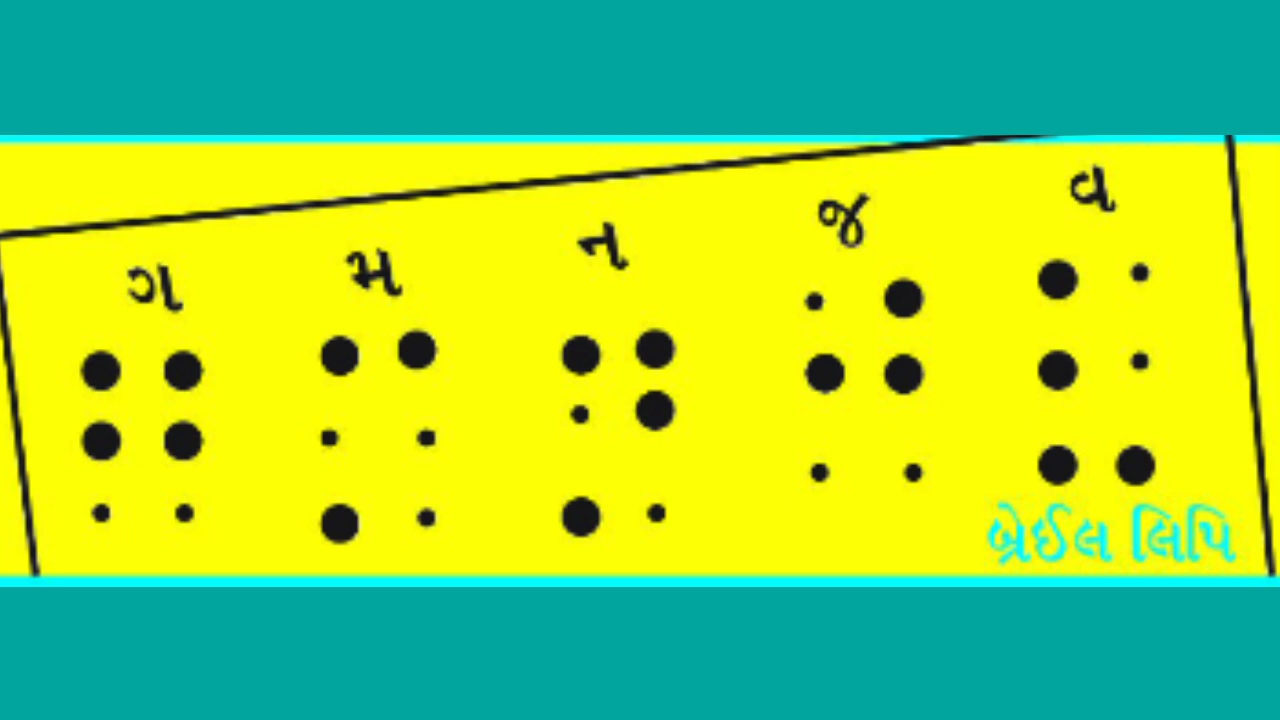 ગ મ ન જ વ
બ્રેઈલ લિપિ